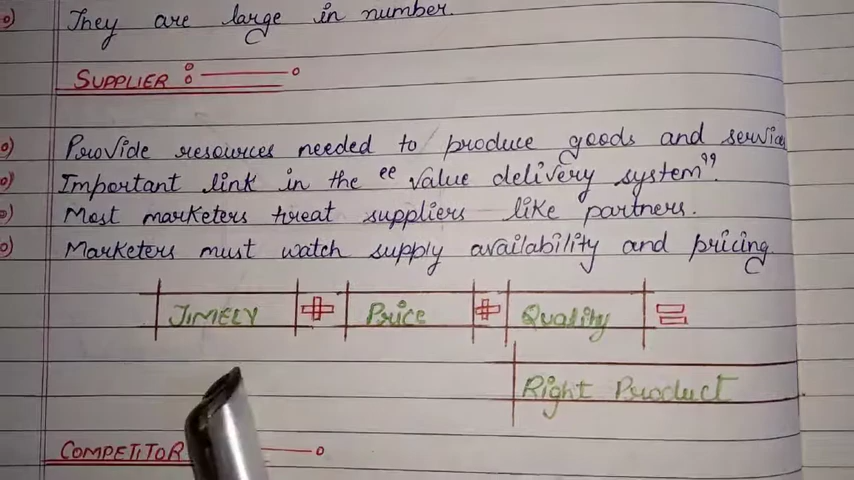 They are large in number.
SUPPLIER :
Provide resources needed to produce goods and service
Important link in the "value delivery system".
Most marketers treat suppliers like partners.
Marketers must watch supply availability and pricing
TIMELY + Price + Quality =
Right Product
COMPETITOR